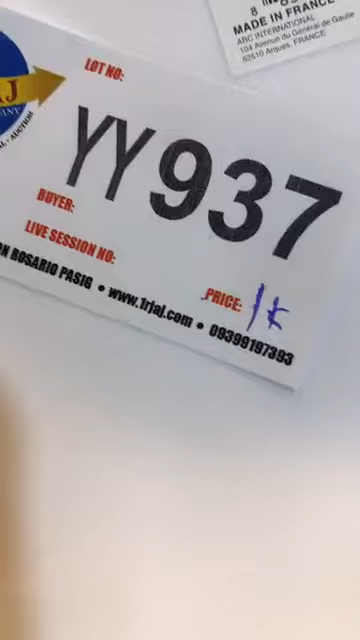 MADE IN FRANCE
ARC INTERNATIONAL
104 Avenue du Général de Gaulle
62510 Arques, FRANCE
LOT NO:
YY937
BUYER:
LIVE SESSION NO:
PRICE: 1k
ROSARIO PASIG • www.1rjaj.com • 09399197393